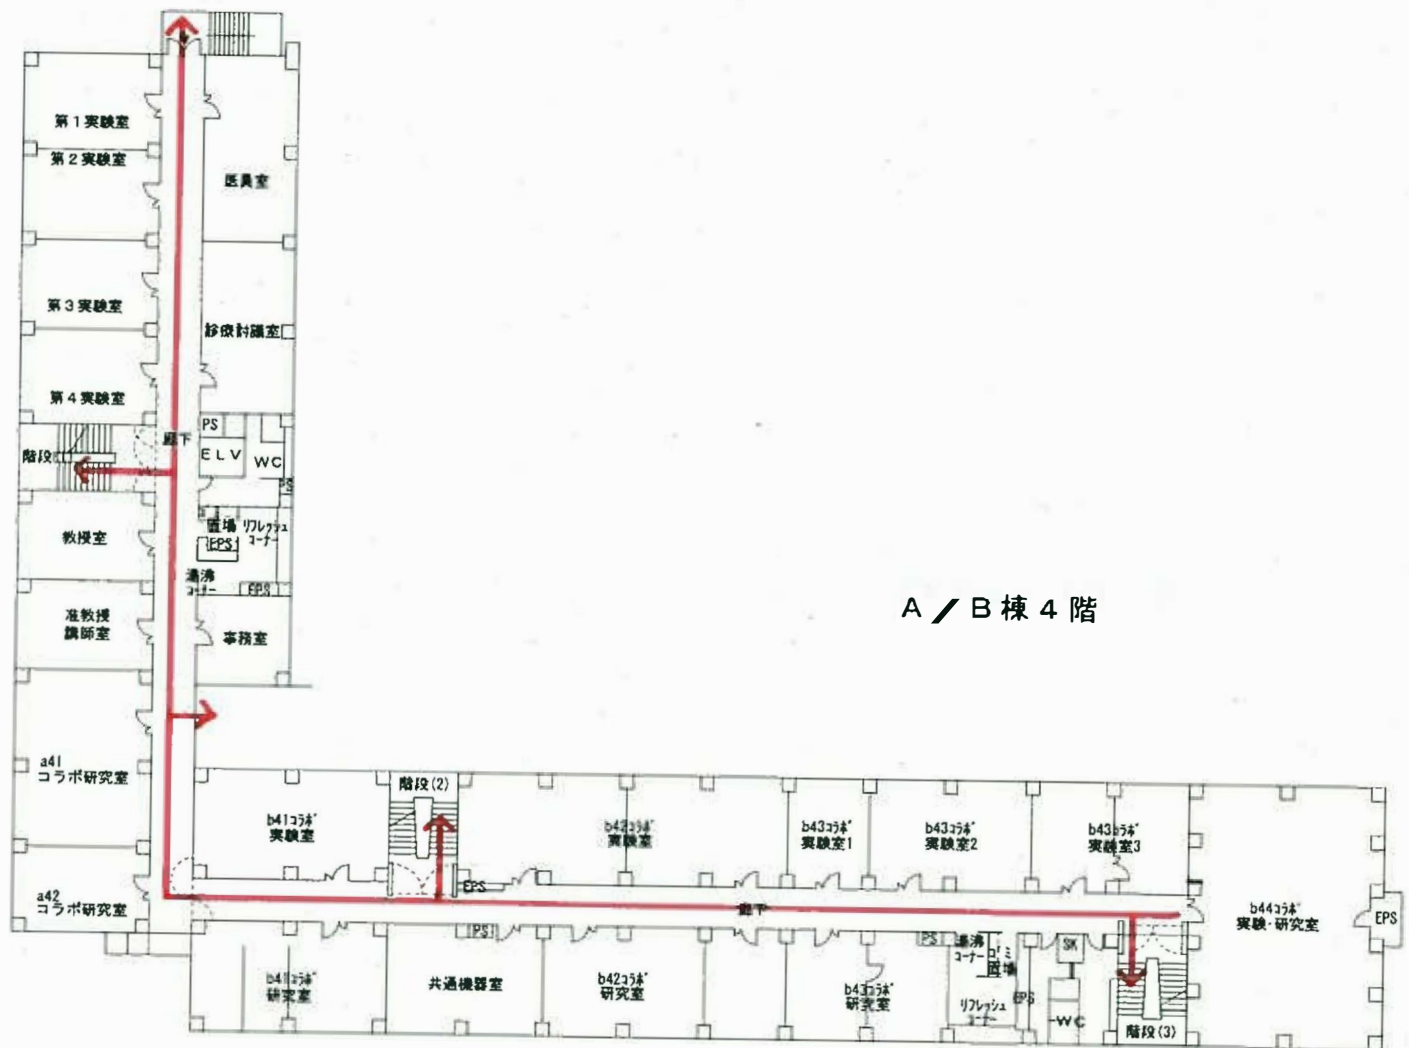 第1実験室
第2実験室
医員室
第3実験室
診療討議室
第4実験室
廊下
PS
ELV
WC
階段
PS
教授室
置場
リフレッシュ
コーナー
EPS
湯沸
コーナー
EPS
准教授
講師室
事務室
A/B棟4階
a41
コラボ研究室
a42
コラボ研究室
b41コラボ
実験室
階段(2)
b42コラボ
実験室
b43コラボ
実験室1
b43コラボ
実験室2
b43コラボ
実験室3
EPS
廊下
b44コラボ
実験・研究室
EPS
b41コラボ
研究室
PS
共通機器室
b42コラボ
研究室
b43コラボ
研究室
PS
湯沸
コーナー
ゴミ
置場
リフレッシュ
コーナー
EPS
SK
WC
階段(3)